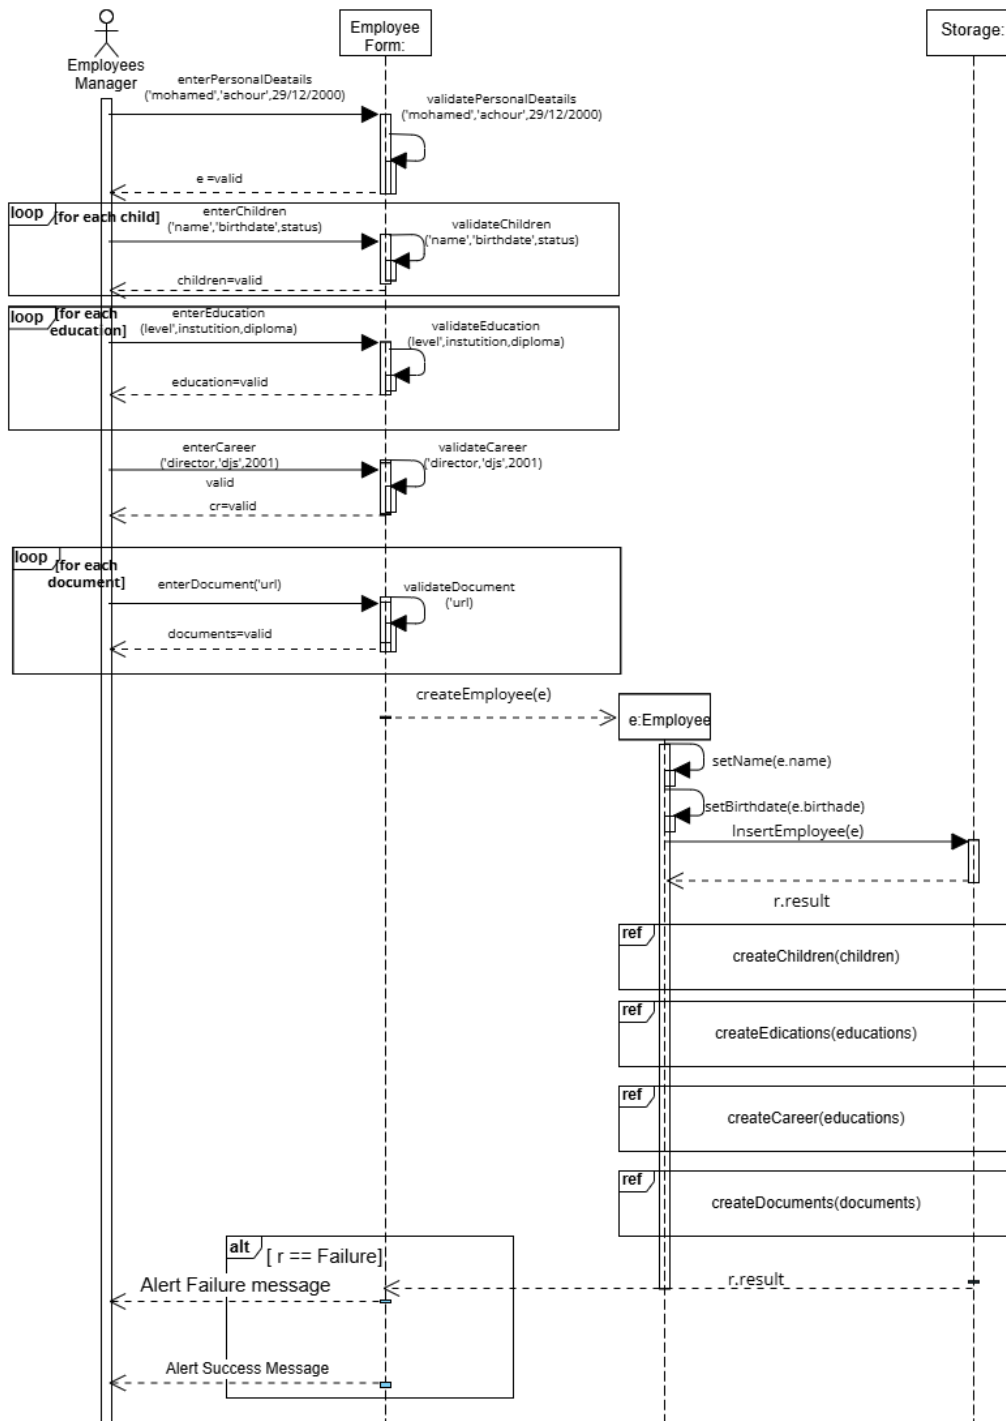 Employee
Form:
Storage:
Employees
Manager
enterPersonalDeatails
('mohamed','achour',29/12/2000)
validatePersonalDeatails
('mohamed','achour',29/12/2000)
e =valid
loop
[for each child]
enterChildren
('name','birthdate',status)
validateChildren
('name','birthdate',status)
children=valid
loop
[for each
education]
enterEducation
(level',instutition,diploma)
validateEducation
(level',instutition,diploma)
education=valid
enterCareer
('director,'djs',2001)
validateCareer
('director,'djs',2001)
valid
cr=valid
loop
[for each
document]
enterDocument('url)
validateDocument
('url)
documents=valid
createEmployee(e)
e:Employee
setName(e.name)
setBirthdate(e.birthade)
InsertEmployee(e)
r.result
ref
createChildren(children)
ref
createEdications(educations)
ref
createCareer(educations)
ref
createDocuments(documents)
alt
[ r == Failure]
r.result
Alert Failure message
Alert Success Message